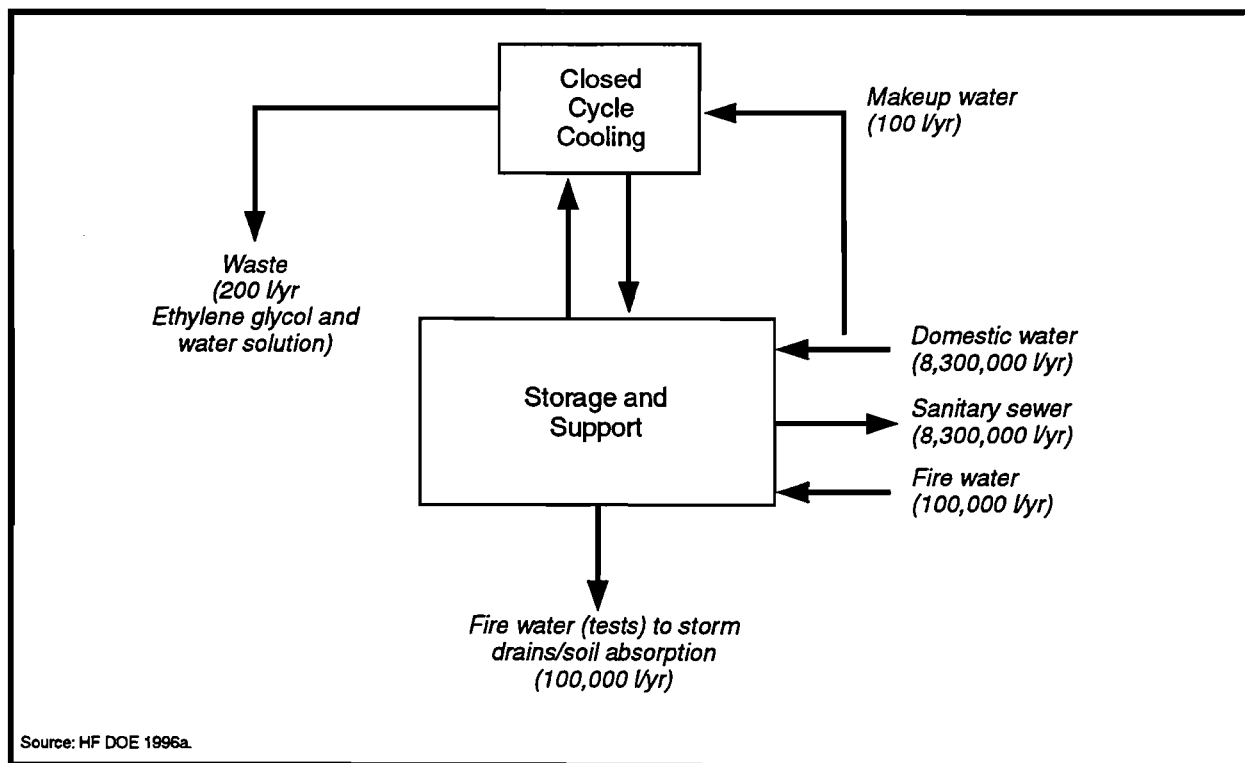 Closed
Cycle
Cooling
Makeup water
(100 l/yr)
Waste
(200 l/yr
Ethylene glycol and
water solution)
Storage and
Support
Domestic water
(8,300,000 l/yr)
Sanitary sewer
(8,300,000 l/yr)
Fire water
(100,000 l/yr)
Fire water (tests) to storm
drains/soil absorption
(100,000 l/yr)
Source: HF DOE 1996a.